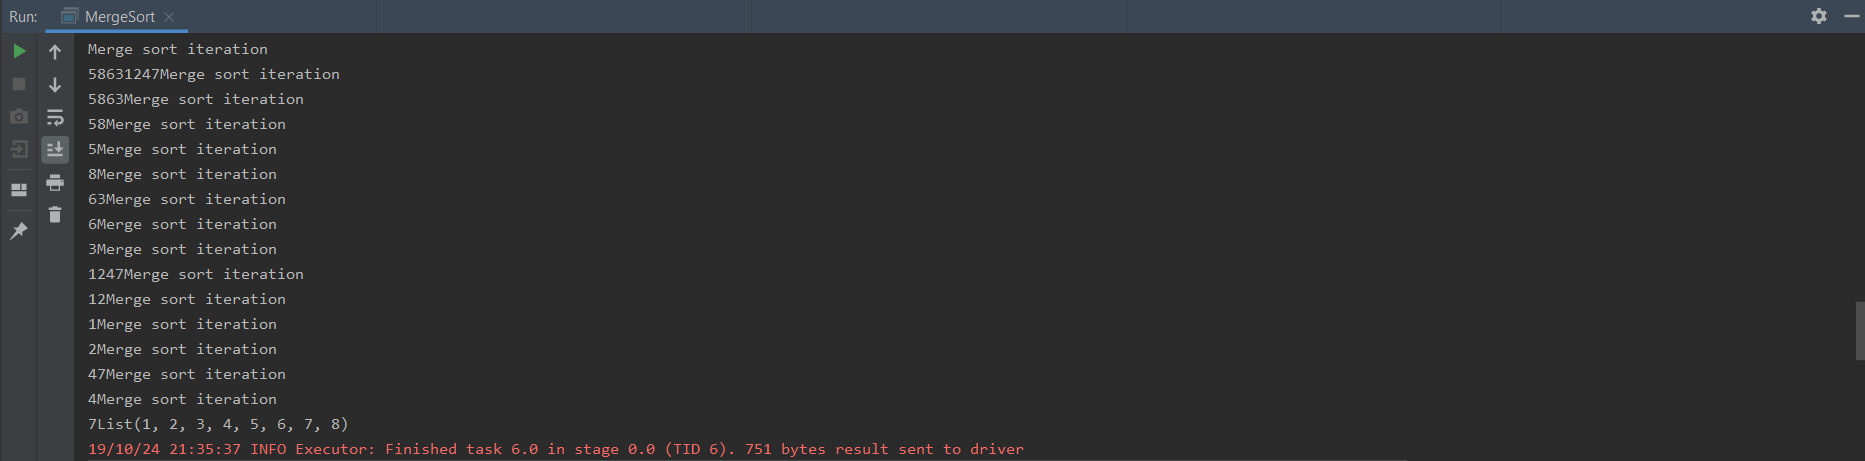 Run: MergeSort
Merge sort iteration
58631247Merge sort iteration
5863Merge sort iteration
58Merge sort iteration
5Merge sort iteration
8Merge sort iteration
63Merge sort iteration
6Merge sort iteration
3Merge sort iteration
1247Merge sort iteration
12Merge sort iteration
1Merge sort iteration
2Merge sort iteration
47Merge sort iteration
4Merge sort iteration
7List(1, 2, 3, 4, 5, 6, 7, 8)
19/10/24 21:35:37 INFO Executor: Finished task 6.0 in stage 0.0 (TID 6). 751 bytes result sent to driver